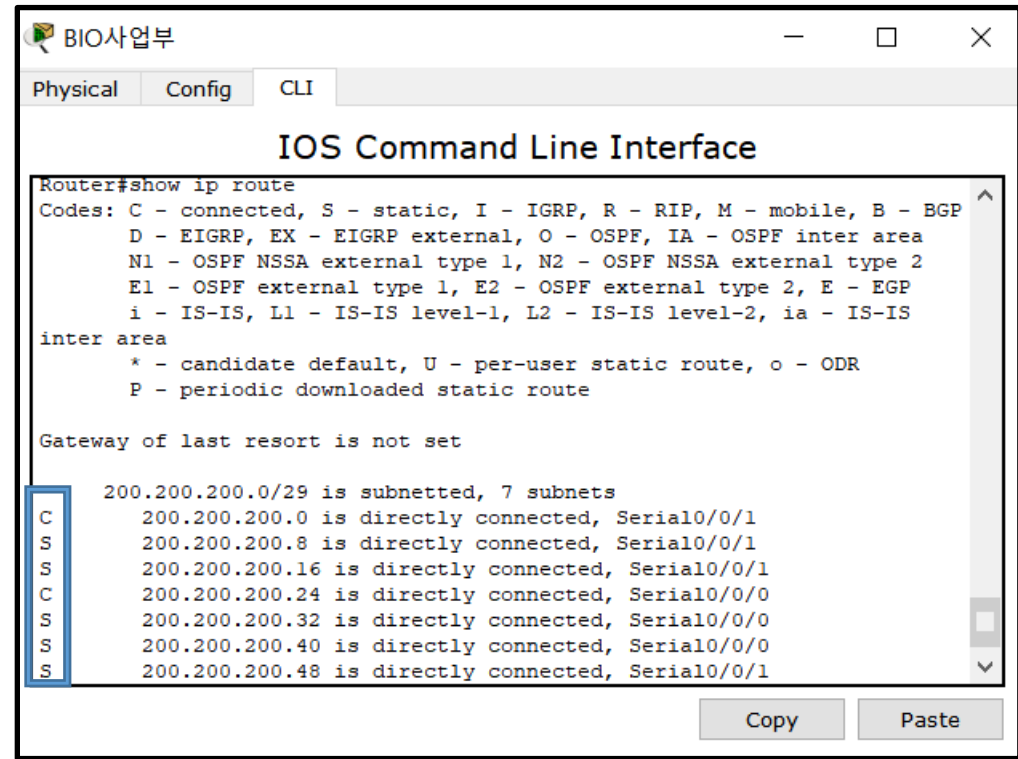 BIO사업부
Physical Config CLI
IOS Command Line Interface
Router#show ip route
Codes: C - connected, S - static, I - IGRP, R - RIP, M - mobile, B - BGP
D - EIGRP, EX - EIGRP external, O - OSPF, IA - OSPF inter area
N1 - OSPF NSSA external type 1, N2 - OSPF NSSA external type 2
E1 - OSPF external type 1, E2 - OSPF external type 2, E - EGP
i - IS-IS, L1 - IS-IS level-1, L2 - IS-IS level-2, ia - IS-IS
inter area
* - candidate default, U - per-user static route, o - ODR
P - periodic downloaded static route
Gateway of last resort is not set
200.200.200.0/29 is subnetted, 7 subnets
C 200.200.200.0 is directly connected, Serial0/0/1
S 200.200.200.8 is directly connected, Serial0/0/1
S 200.200.200.16 is directly connected, Serial0/0/1
C 200.200.200.24 is directly connected, Serial0/0/0
S 200.200.200.32 is directly connected, Serial0/0/0
S 200.200.200.40 is directly connected, Serial0/0/0
S 200.200.200.48 is directly connected, Serial0/0/1
Copy Paste